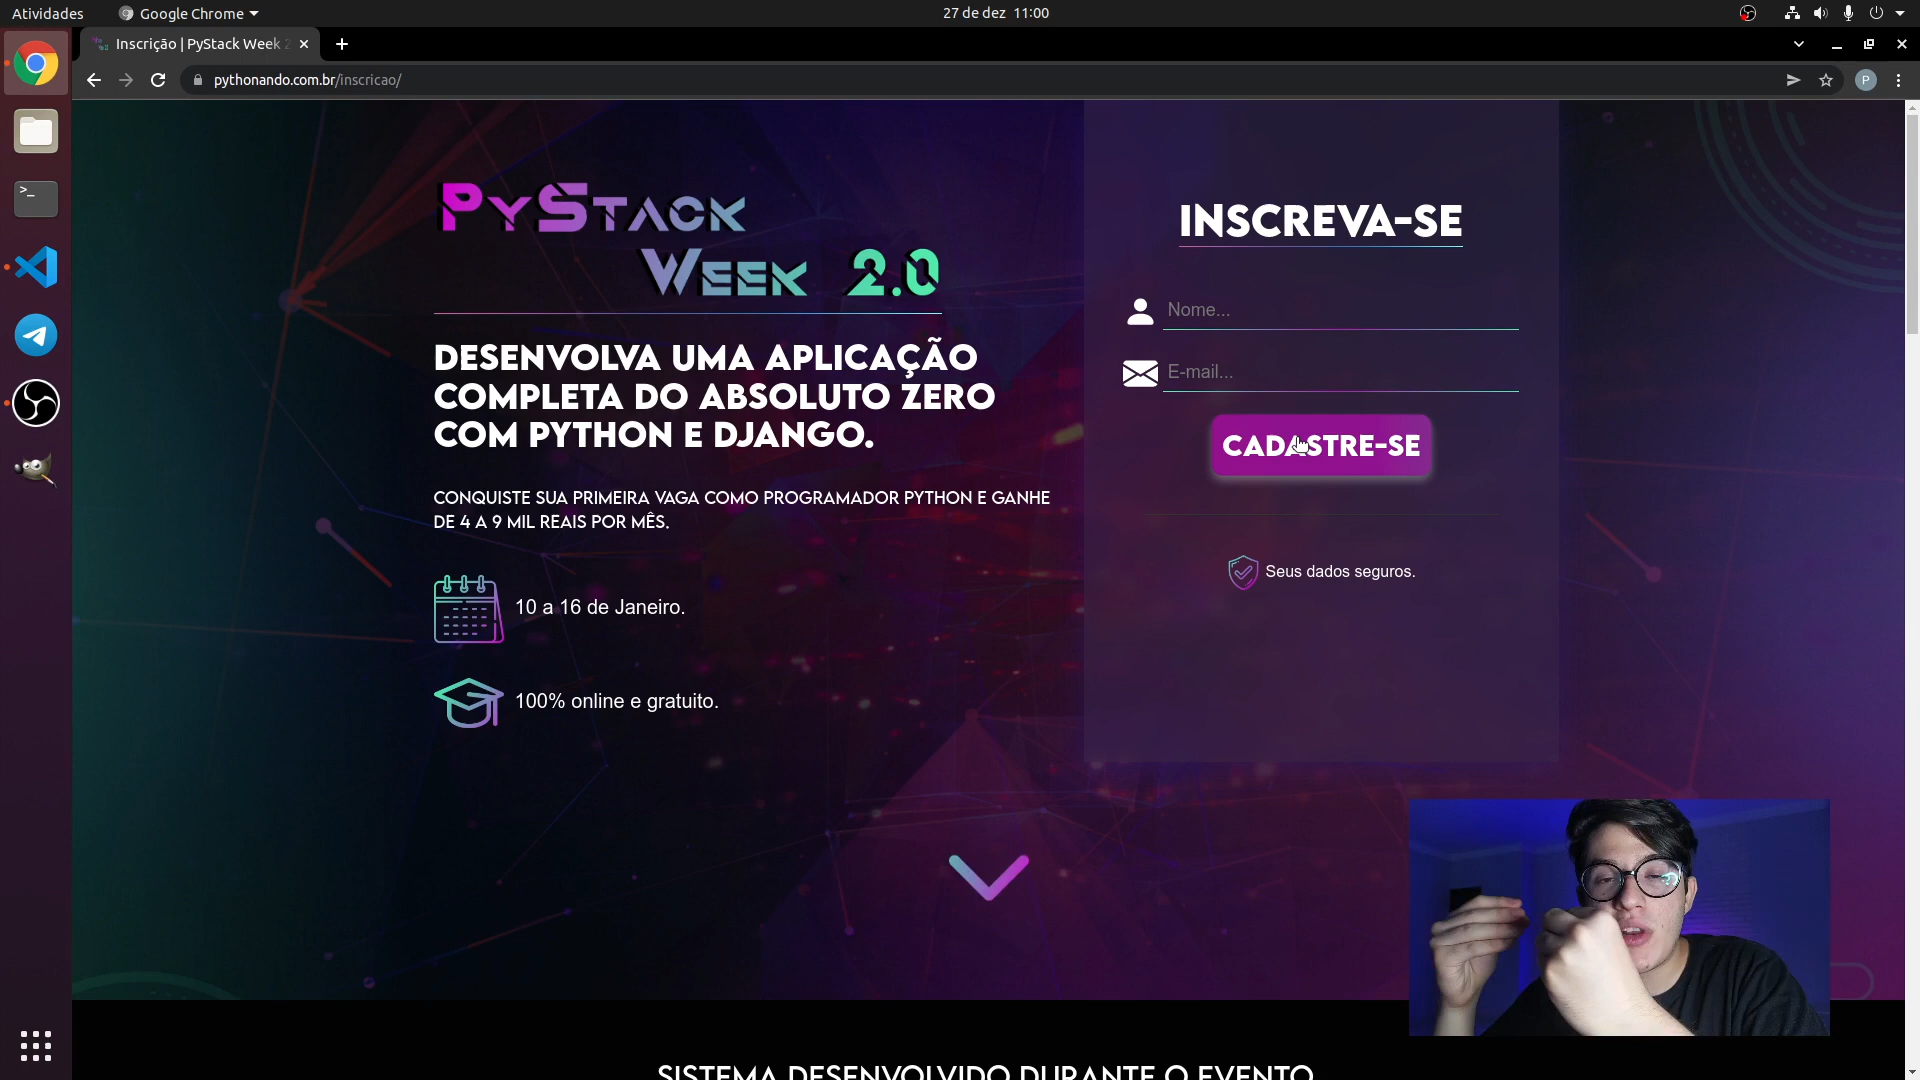 Atividades
Google Chrome
27 de dez 11:00
Inscrição | PyStack Week 2
pythonando.com.br/inscricao/
P
PyStack
Week 2.0
DESENVOLVA UMA APLICAÇÃO
COMPLETA DO ABSOLUTO ZERO
COM PYTHON E DJANGO.
CONQUISTE SUA PRIMEIRA VAGA COMO PROGRAMADOR PYTHON E GANHE
DE 4 A 9 MIL REAIS POR MÊS.
10 a 16 de Janeiro.
100% online e gratuito.
INSCREVA-SE
Nome...
E-mail...
CADASTRE-SE
Seus dados seguros.
SISTEMA DESENVOLVIDO DURANTE O EVENTO